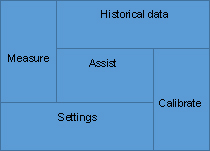 Historical data
Measure
Assist
Calibrate
Settings